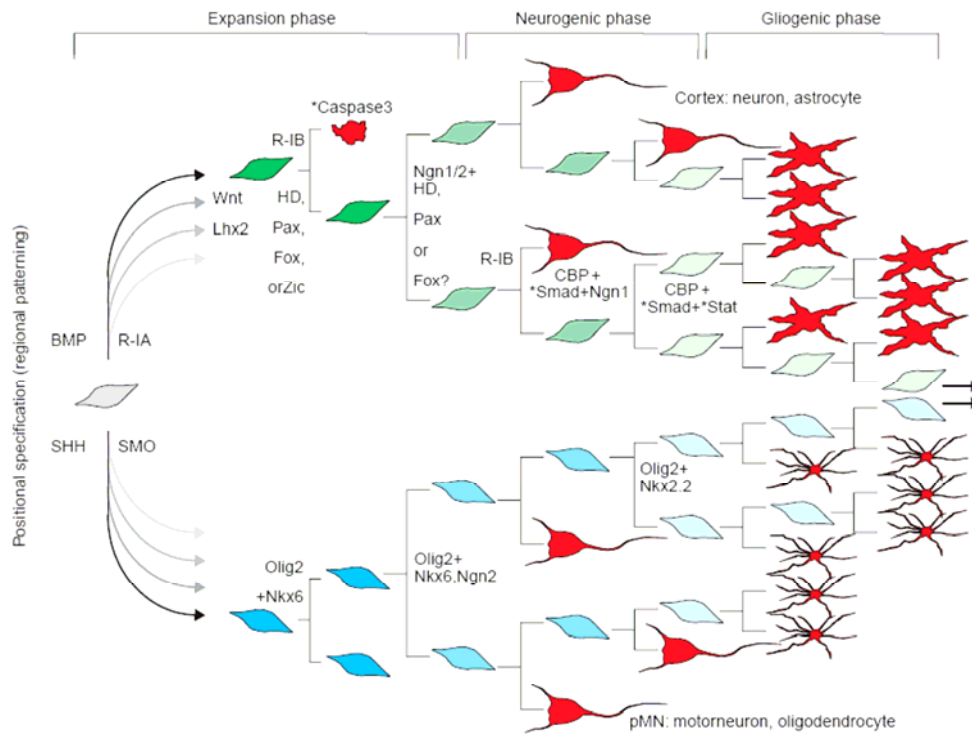 Expansion phase
Neurogenic phase
Gliogenic phase
*Caspase3
Cortex: neuron, astrocyte
R-IB
Wnt
HD,
Lhx2
Pax,
Fox,
orZic
Ngn1/2+
HD,
Pax
or
Fox?
R-IB
CBP +
*Smad+Ngn1
CBP +
*Smad+*Stat
Positional specification (regional patterning)
BMP
R-IA
SHH
SMO
Olig2
+Nkx6
Olig2+
Nkx6.Ngn2
Olig2+
Nkx2.2
pMN: motorneuron, oligodendrocyte